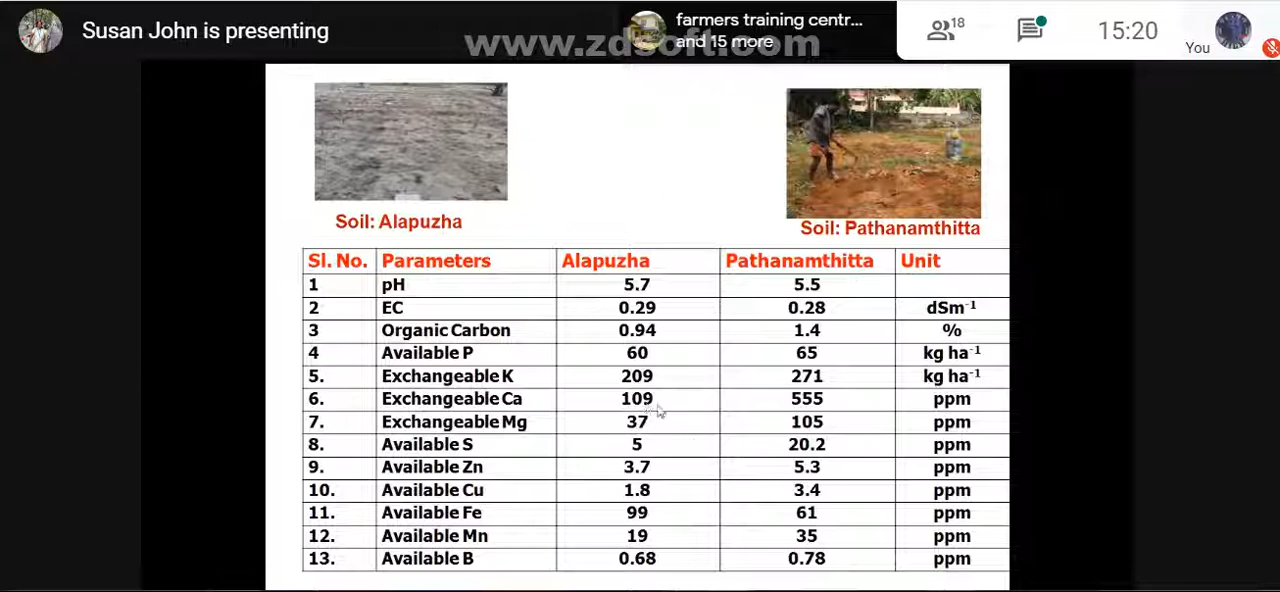 Susan John is presenting
farmers training centr...
and 15 more
www.zdsoft.com
18
15:20
You
Soil: Alapuzha
Soil: Pathanamthitta
Sl. No. Parameters Alapuzha Pathanamthitta Unit
1 pH 5.7 5.5
2 EC 0.29 0.28 dSm⁻¹
3 Organic Carbon 0.94 1.4 %
4 Available P 60 65 kg ha⁻¹
5. Exchangeable K 209 271 kg ha⁻¹
6. Exchangeable Ca 109 555 ppm
7. Exchangeable Mg 37 105 ppm
8. Available S 5 20.2 ppm
9. Available Zn 3.7 5.3 ppm
10. Available Cu 1.8 3.4 ppm
11. Available Fe 99 61 ppm
12. Available Mn 19 35 ppm
13. Available B 0.68 0.78 ppm